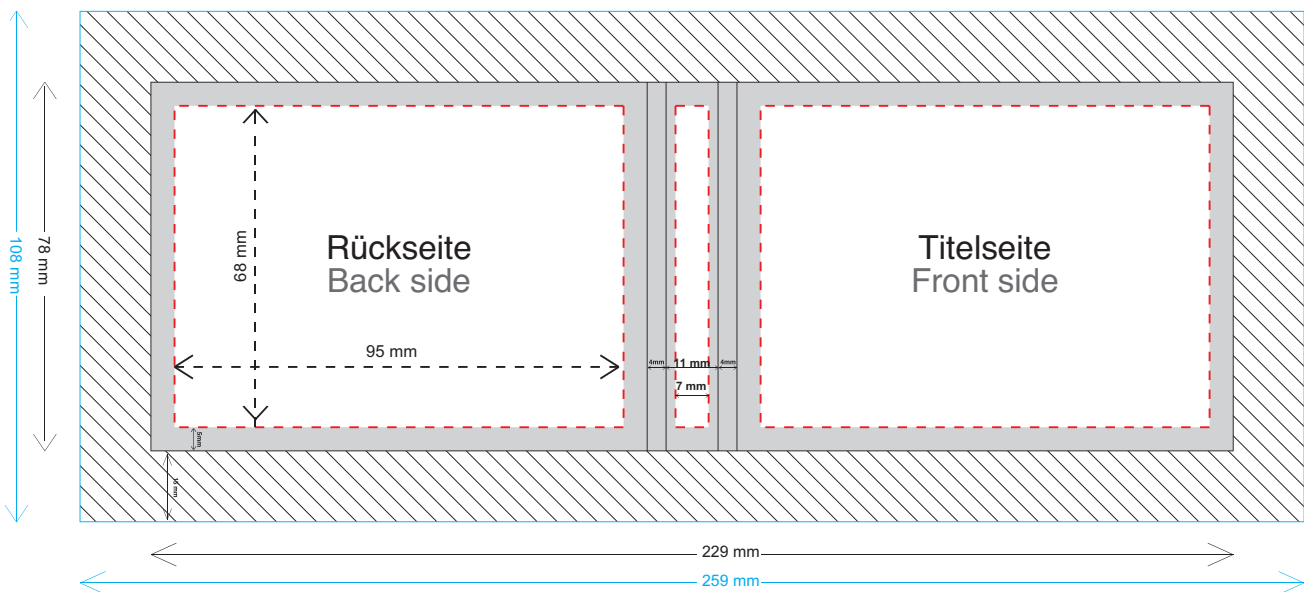 108 mm
78 mm
68 mm
Rückseite
Back side
95 mm
4mm
11 mm
4mm
7 mm
Titelseite
Front side
5mm
15 mm
229 mm
259 mm